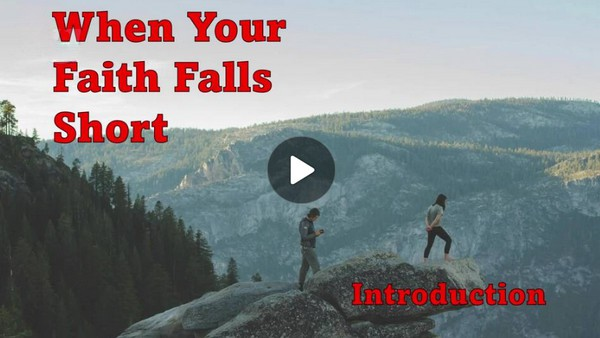 When Your
Faith Falls
Short
Introduction